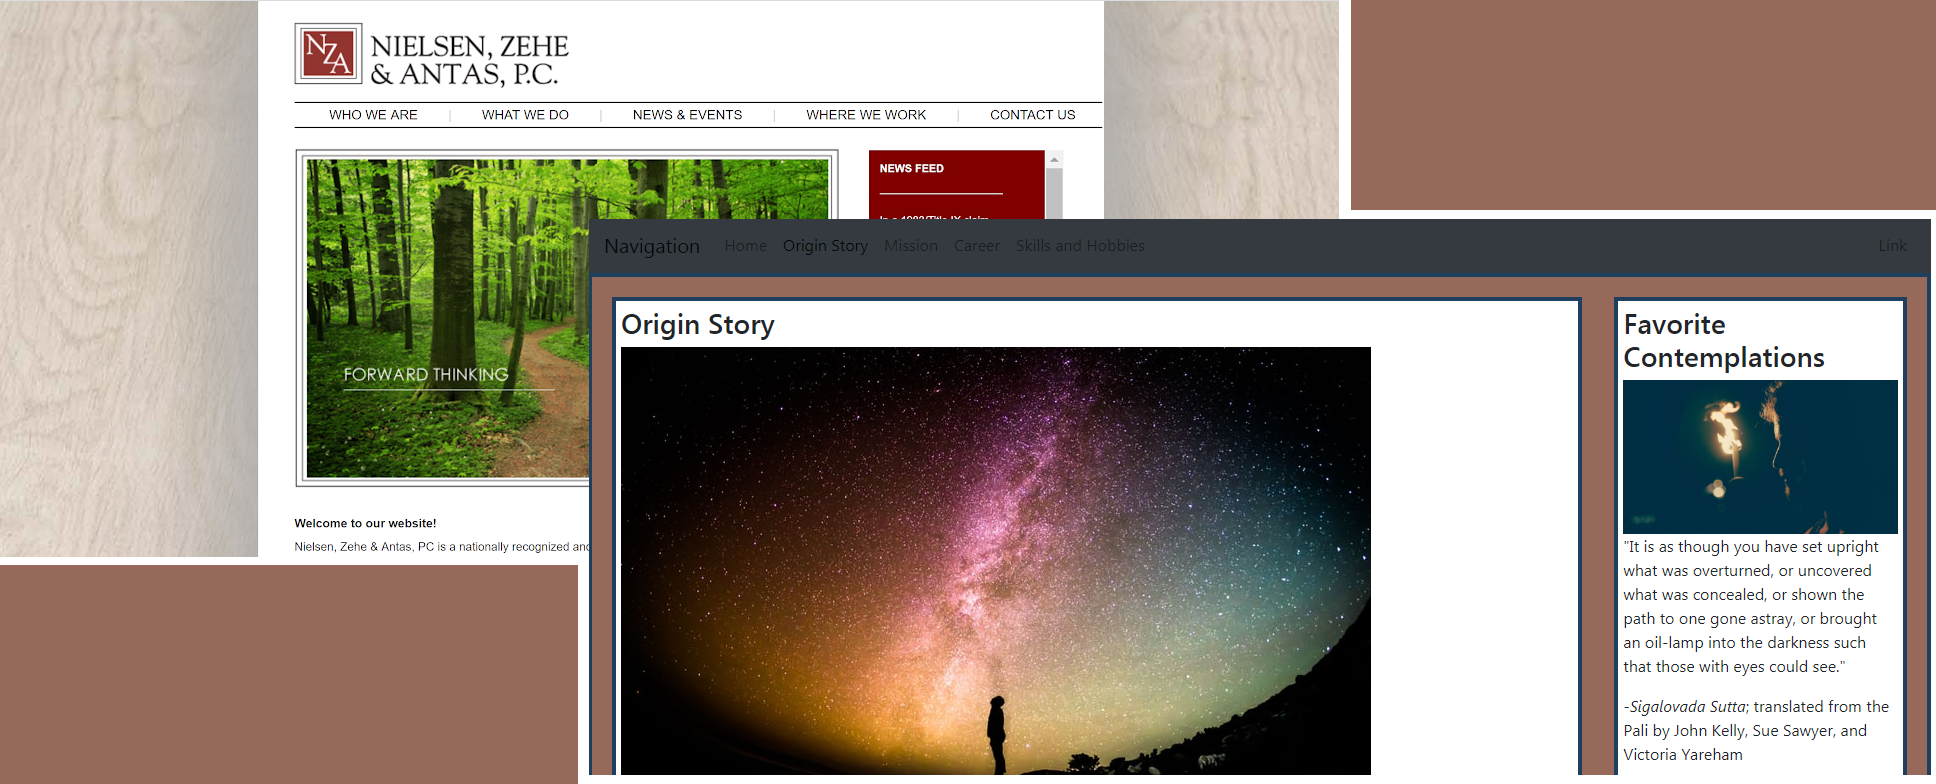 NZA
NIELSEN, ZEHE
& ANTAS, P.C.
WHO WE ARE | WHAT WE DO | NEWS & EVENTS | WHERE WE WORK | CONTACT US
NEWS FEED
In a 1983/Title IX claim
FORWARD THINKING
Welcome to our website!
Nielsen, Zehe & Antas, PC is a nationally recognized and
Navigation Home Origin Story Mission Career Skills and Hobbies Link
Origin Story
Favorite
Contemplations
"It is as though you have set upright
what was overturned, or uncovered
what was concealed, or shown the
path to one gone astray, or brought
an oil-lamp into the darkness such
that those with eyes could see."
-Sigalovada Sutta; translated from the
Pali by John Kelly, Sue Sawyer, and
Victoria Yareham